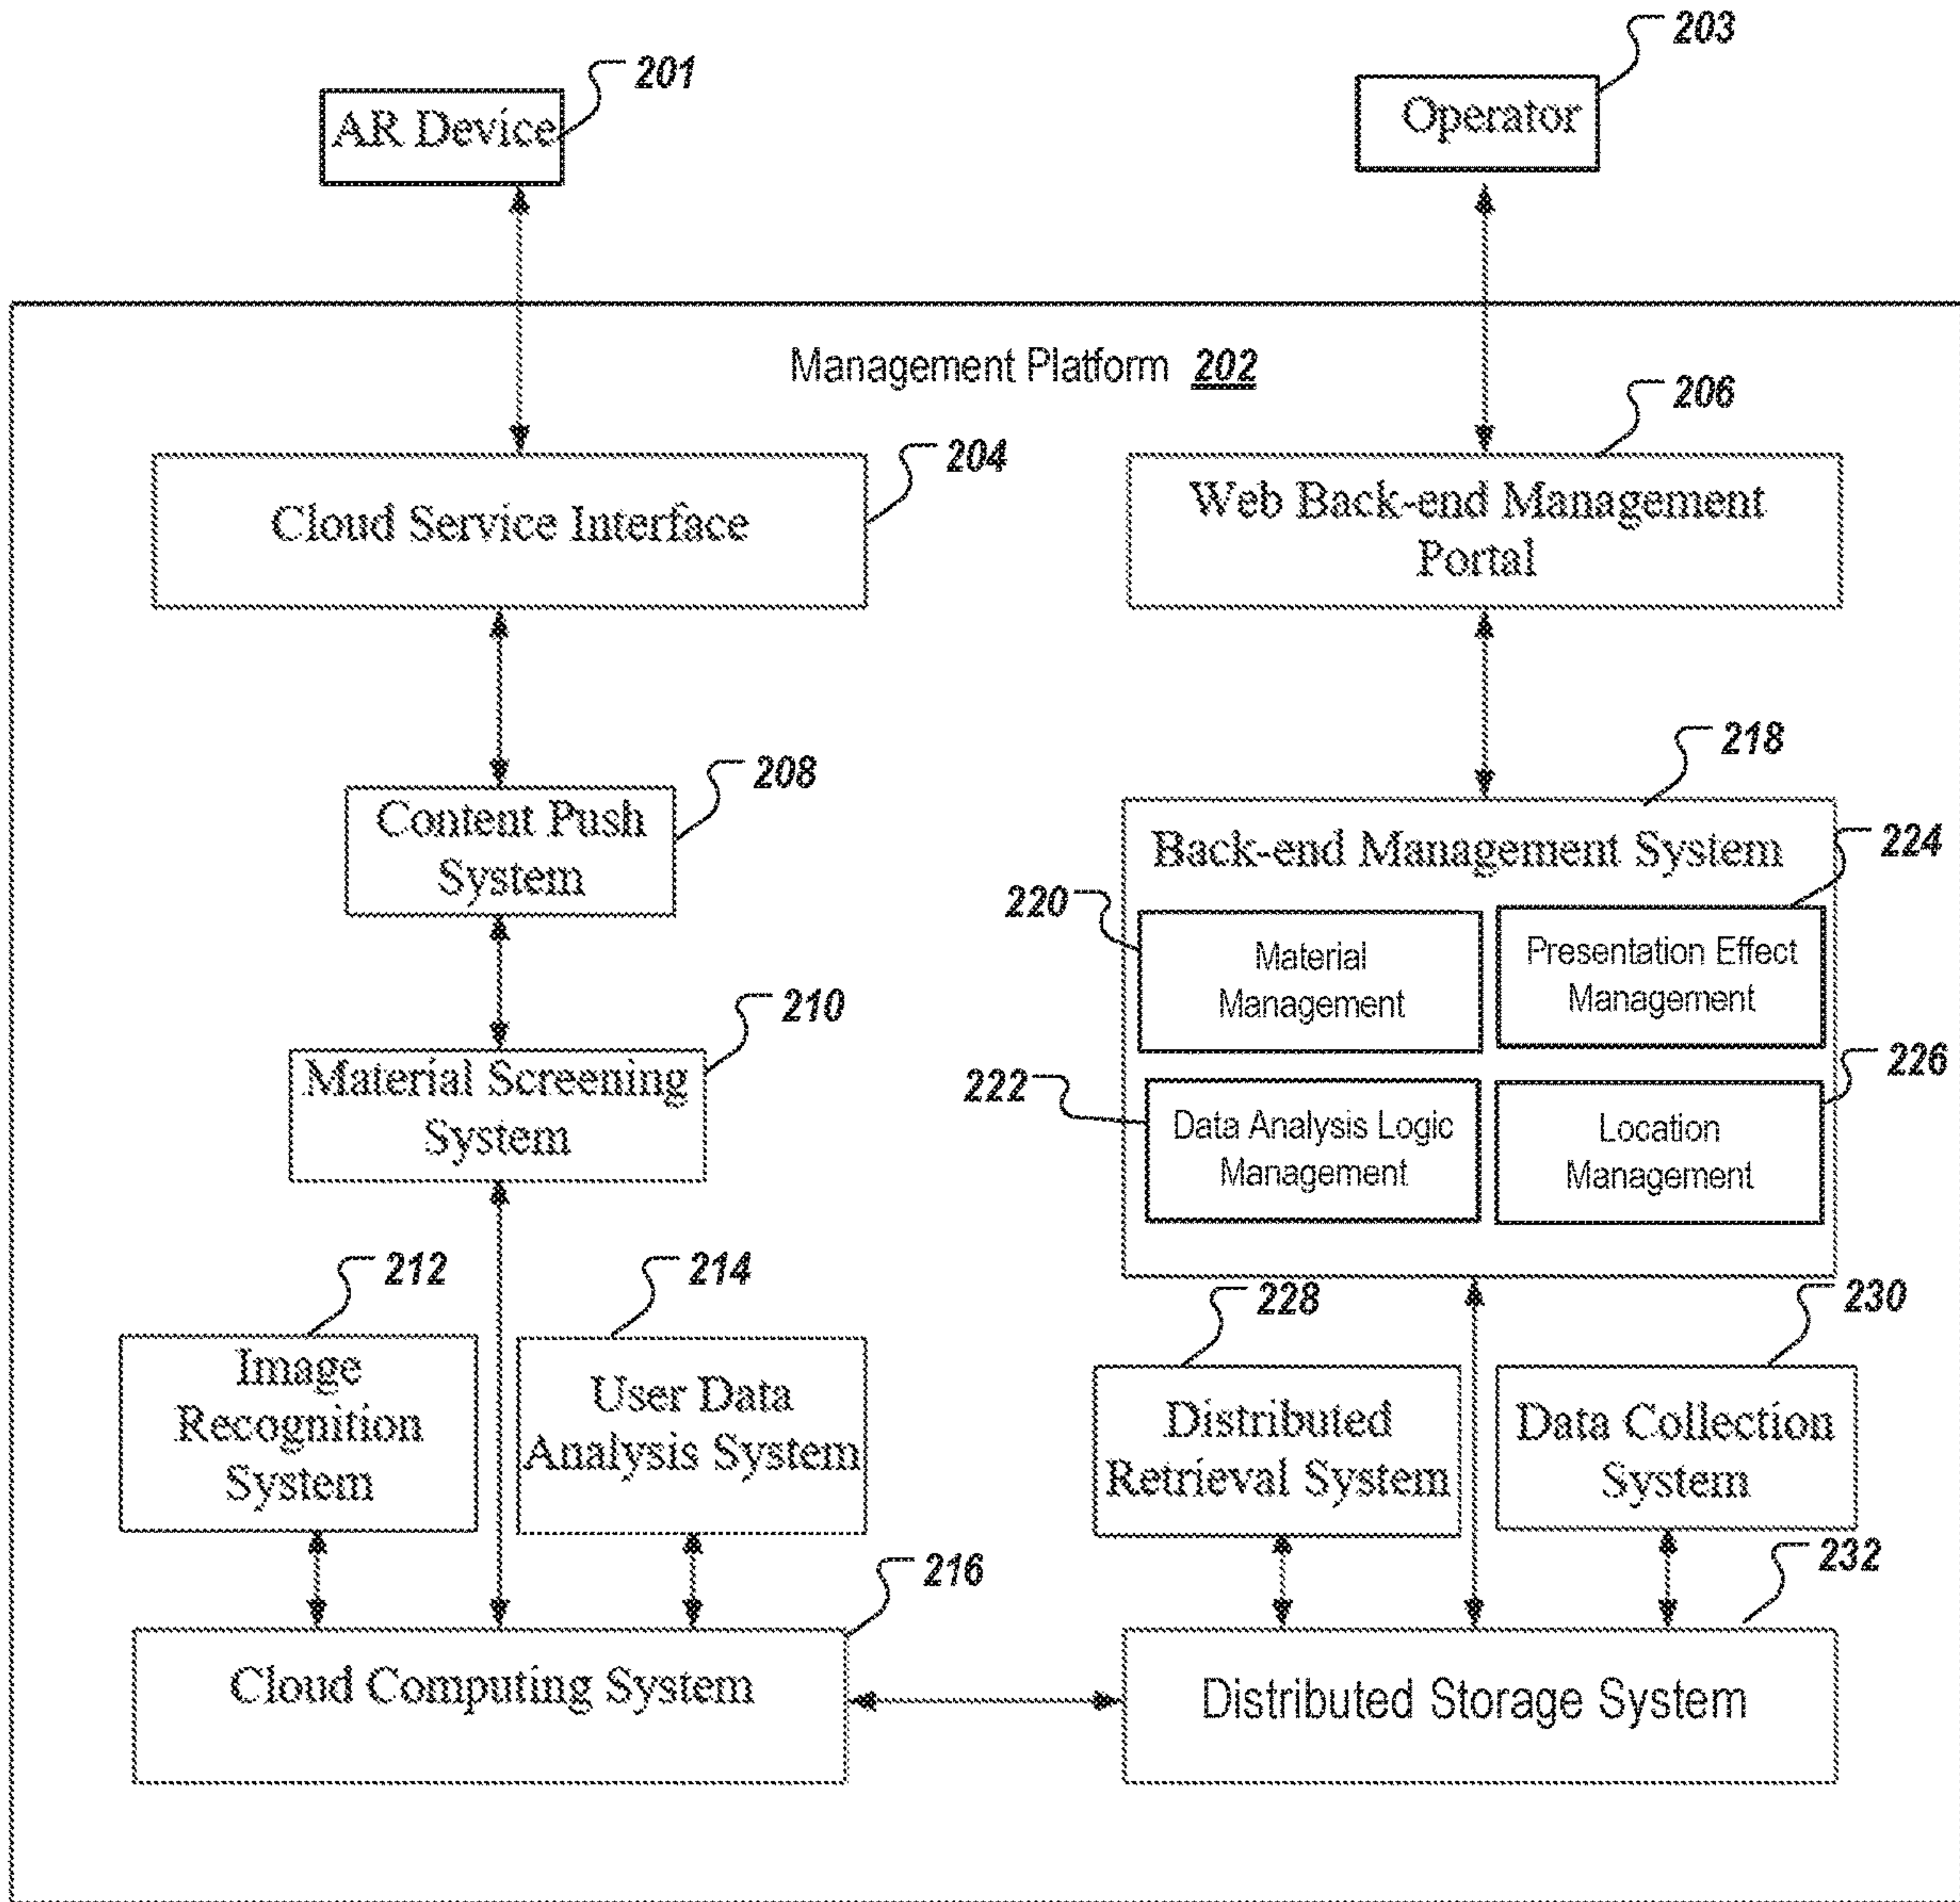 201
AR Device
203
Operator
Management Platform 202
204
Cloud Service Interface
206
Web Back-end Management
Portal
208
Content Push
System
210
Material Screening
System
212
Image
Recognition
System
214
User Data
Analysis System
216
Cloud Computing System
218
Back-end Management System
220
Material
Management
224
Presentation Effect
Management
222
Data Analysis Logic
Management
226
Location
Management
228
Distributed
Retrieval System
230
Data Collection
System
232
Distributed Storage System